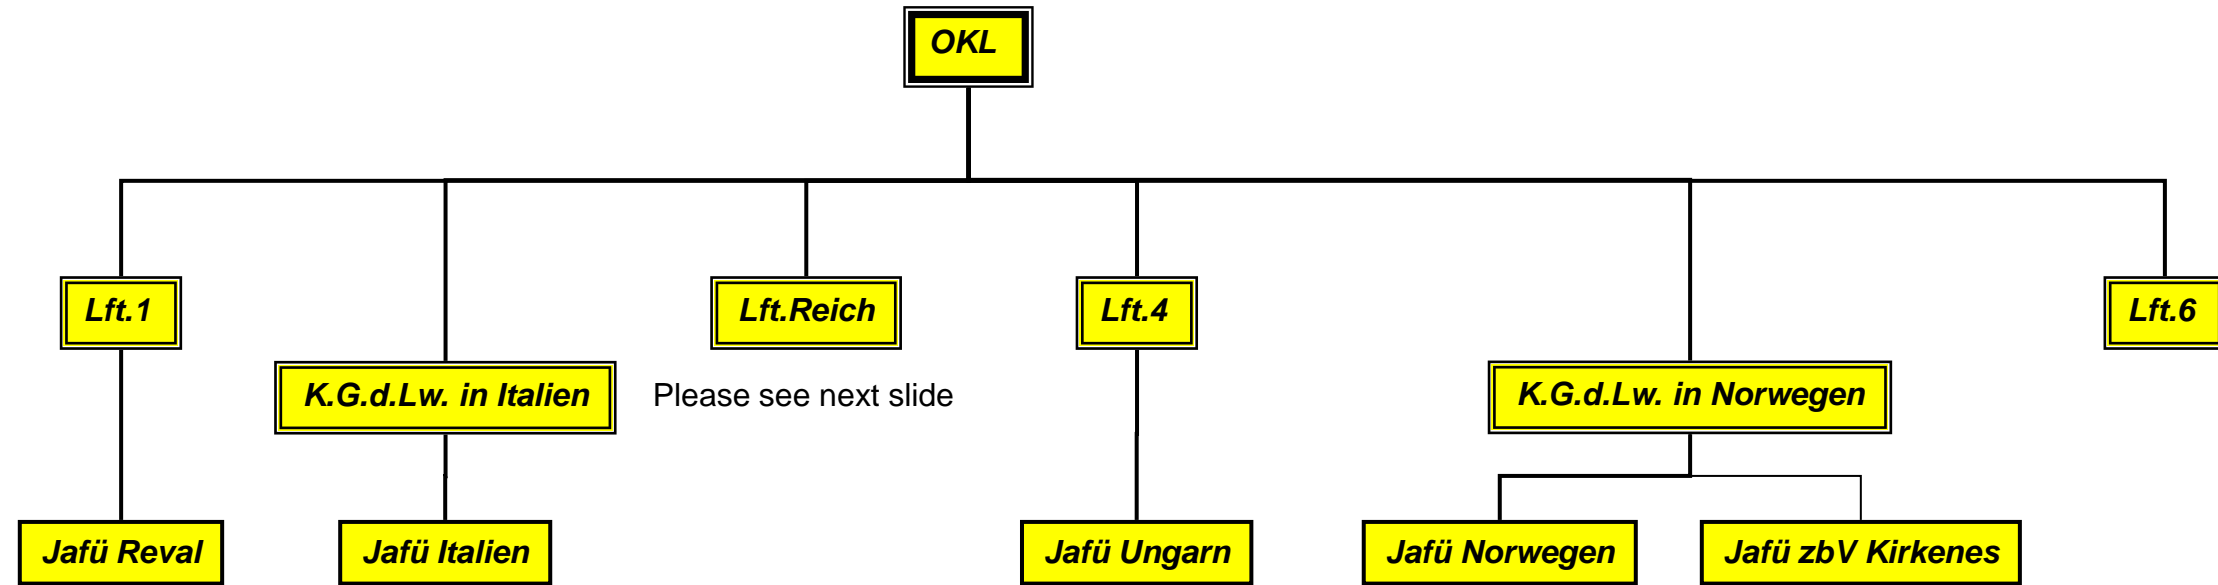 OKL
Lft.1
Lft.Reich
Lft.4
Lft.6
K.G.d.Lw. in Italien
Please see next slide
K.G.d.Lw. in Norwegen
Jafü Reval
Jafü Italien
Jafü Ungarn
Jafü Norwegen
Jafü zbV Kirkenes